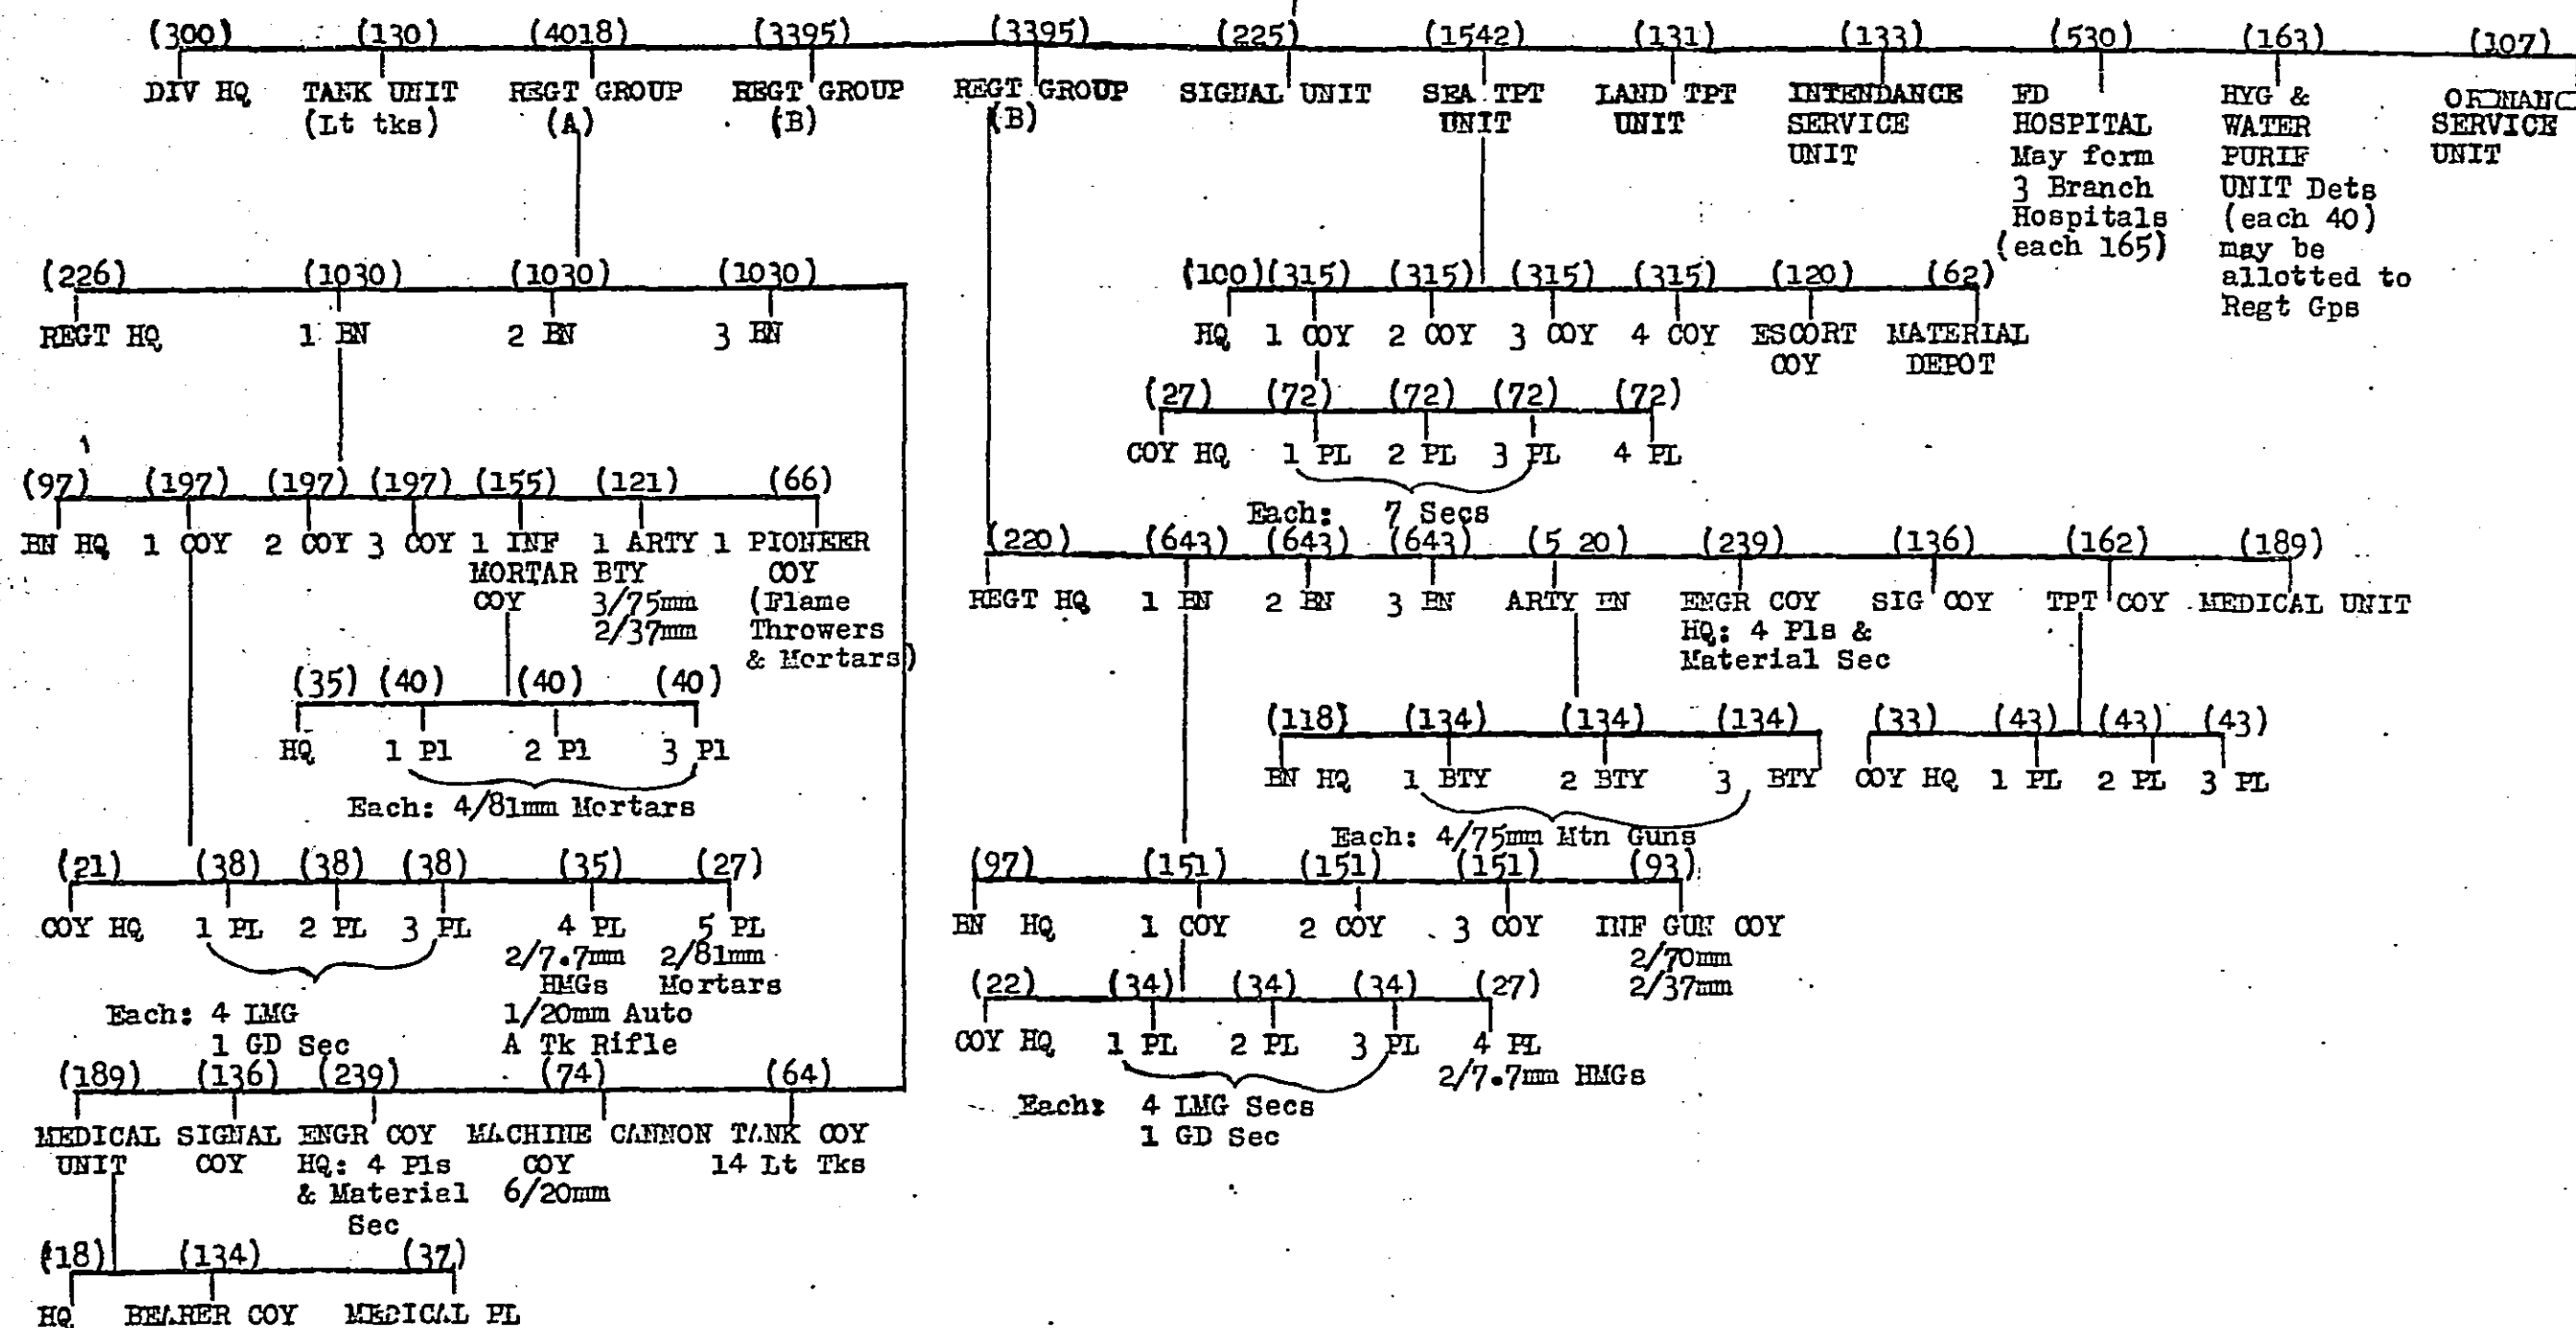 (300) (130) (4018) (3395) (3395) (225) (1542) (131) (133) (530) (163) (107)
DIV HQ TANK UNIT REGT GROUP REGT GROUP REGT GROUP SIGNAL UNIT SEA TPT LAND TPT INTENDANCE FD HYG & ORDNANC
(Lt tks) (A) (B) (B) UNIT UNIT SERVICE HOSPITAL WATER SERVICE
UNIT May form PURIF UNIT
3 Branch UNIT Dets
Hospitals (each 40)
(each 165) may be
allotted to
Regt Gps
(226) (1030) (1030) (1030)
REGT HQ 1 BN 2 BN 3 BN
(100) (315) (315) (315) (315) (120) (62)
HQ 1 COY 2 COY 3 COY 4 COY ESCORT MATERIAL
COY DEPOT
(27) (72) (72) (72) (72)
COY HQ 1 PL 2 PL 3 PL 4 PL
Each: 7 Secs
(97) (197) (197) (197) (155) (121) (66)
BN HQ 1 COY 2 COY 3 COY 1 INF 1 ARTY 1 PIONEER
MORTAR BTY COY
COY 3/75mm (Flame
2/37mm Throwers
& Mortars)
(35) (40) (40) (40)
HQ 1 Pl 2 Pl 3 Pl
Each: 4/81mm Mortars
(21) (38) (38) (38) (35) (27)
COY HQ 1 PL 2 PL 3 PL 4 PL 5 PL
2/7.7mm 2/81mm
HMGs Mortars
Each: 4 LMG 1/20mm Auto
1 GD Sec A Tk Rifle
(189) (136) (239) (74) (64)
MEDICAL SIGNAL ENGR COY MACHINE CANNON TANK COY
UNIT COY HQ: 4 Pls COY 14 Lt Tks
& Material 6/20mm
Sec
(18) (134) (37)
HQ BEARER COY MEDICAL PL
(220) (643) (643) (643) (5 20) (239) (136) (162) (189)
REGT HQ 1 BN 2 BN 3 BN ARTY BN ENGR COY SIG COY TPT COY MEDICAL UNIT
HQ: 4 Pls &
Material Sec
(118) (134) (134) (134) (33) (43) (43) (43)
BN HQ 1 BTY 2 BTY 3 BTY COY HQ 1 PL 2 PL 3 PL
Each: 4/75mm Mtn Guns
(97) (151) (151) (151) (93)
BN HQ 1 COY 2 COY 3 COY INF GUN COY
2/70mm
2/37mm
(22) (34) (34) (34) (27)
COY HQ 1 PL 2 PL 3 PL 4 PL
2/7.7mm HMGs
Each: 4 LMG Secs
1 GD Sec